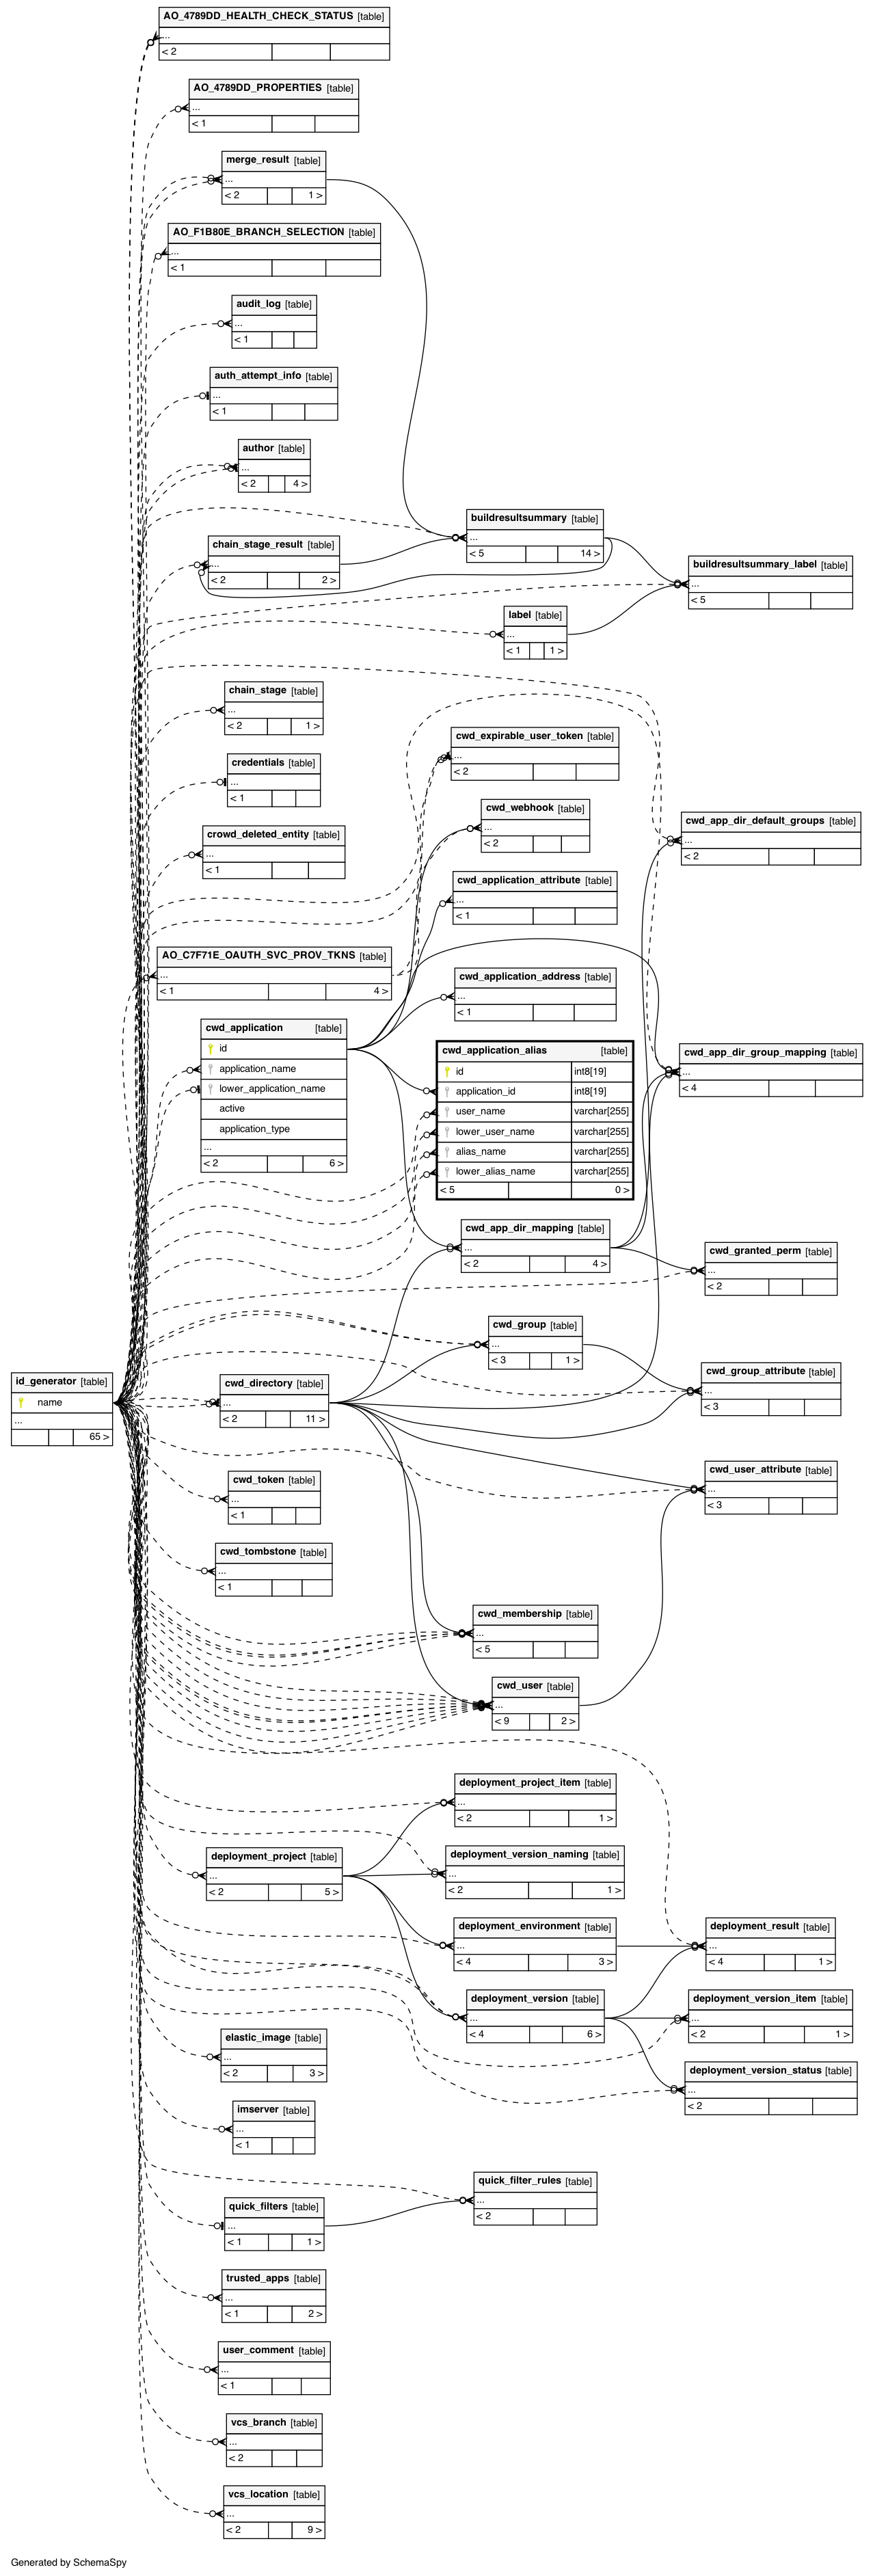 AO_4789DD_HEALTH_CHECK_STATUS [table]
...
< 2
AO_4789DD_PROPERTIES [table]
...
< 1
merge_result [table]
...
< 2 1 >
AO_F1B80E_BRANCH_SELECTION [table]
...
< 1
audit_log [table]
...
< 1
auth_attempt_info [table]
...
< 1
author [table]
...
< 2 4 >
buildresultsummary [table]
...
< 5 14 >
chain_stage_result [table]
...
< 2 2 >
buildresultsummary_label [table]
...
< 5
label [table]
...
< 1 1 >
chain_stage [table]
...
< 2 1 >
cwd_expirable_user_token [table]
...
< 2
credentials [table]
...
< 1
cwd_webhook [table]
...
< 2
cwd_app_dir_default_groups [table]
...
< 2
crowd_deleted_entity [table]
...
< 1
cwd_application_attribute [table]
...
< 1
AO_C7F71E_OAUTH_SVC_PROV_TKNS [table]
...
< 1 4 >
cwd_application_address [table]
...
< 1
cwd_application [table]
id
application_name
lower_application_name
active
application_type
...
< 2 6 >
cwd_application_alias [table]
id int8[19]
application_id int8[19]
user_name varchar[255]
lower_user_name varchar[255]
alias_name varchar[255]
lower_alias_name varchar[255]
< 5 0 >
cwd_app_dir_group_mapping [table]
...
< 4
cwd_app_dir_mapping [table]
...
< 2 4 >
cwd_granted_perm [table]
...
< 2
cwd_group [table]
...
< 3 1 >
id_generator [table]
name
...
65 >
cwd_directory [table]
...
< 2 11 >
cwd_group_attribute [table]
...
< 3
cwd_token [table]
...
< 1
cwd_user_attribute [table]
...
< 3
cwd_tombstone [table]
...
< 1
cwd_membership [table]
...
< 5
cwd_user [table]
...
< 9 2 >
deployment_project_item [table]
...
< 2 1 >
deployment_project [table]
...
< 2 5 >
deployment_version_naming [table]
...
< 2 1 >
deployment_environment [table]
...
< 4 3 >
deployment_result [table]
...
< 4 1 >
deployment_version [table]
...
< 4 6 >
deployment_version_item [table]
...
< 2 1 >
elastic_image [table]
...
< 2 3 >
deployment_version_status [table]
...
< 2
imserver [table]
...
< 1
quick_filter_rules [table]
...
< 2
quick_filters [table]
...
< 1 1 >
trusted_apps [table]
...
< 1 2 >
user_comment [table]
...
< 1
vcs_branch [table]
...
< 2
vcs_location [table]
...
< 2 9 >
Generated by SchemaSpy